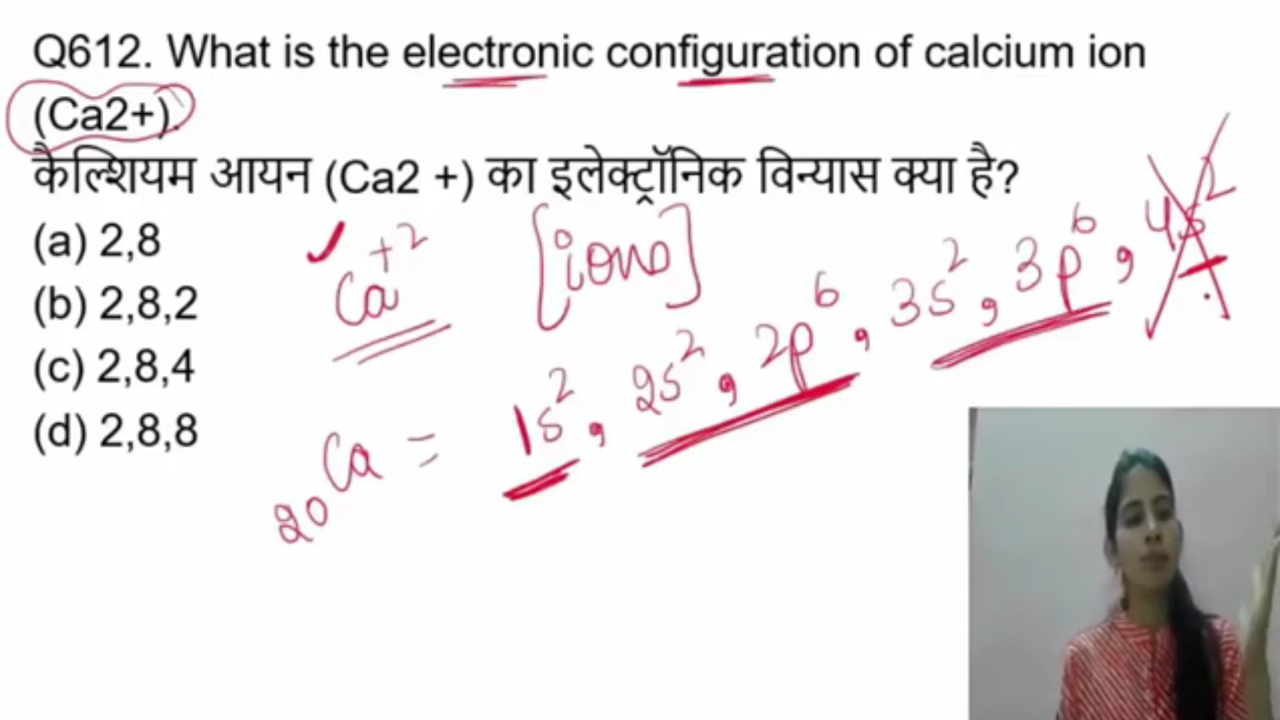 Q612. What is the electronic configuration of calcium ion
(Ca2+).
कैल्शियम आयन (Ca2 +) का इलेक्ट्रॉनिक विन्यास क्या है?
(a) 2,8
(b) 2,8,2
(c) 2,8,4
(d) 2,8,8
Ca+2 [ions]
20Ca = 1s2, 2s2, 2p6, 3s2, 3p6, 4s2